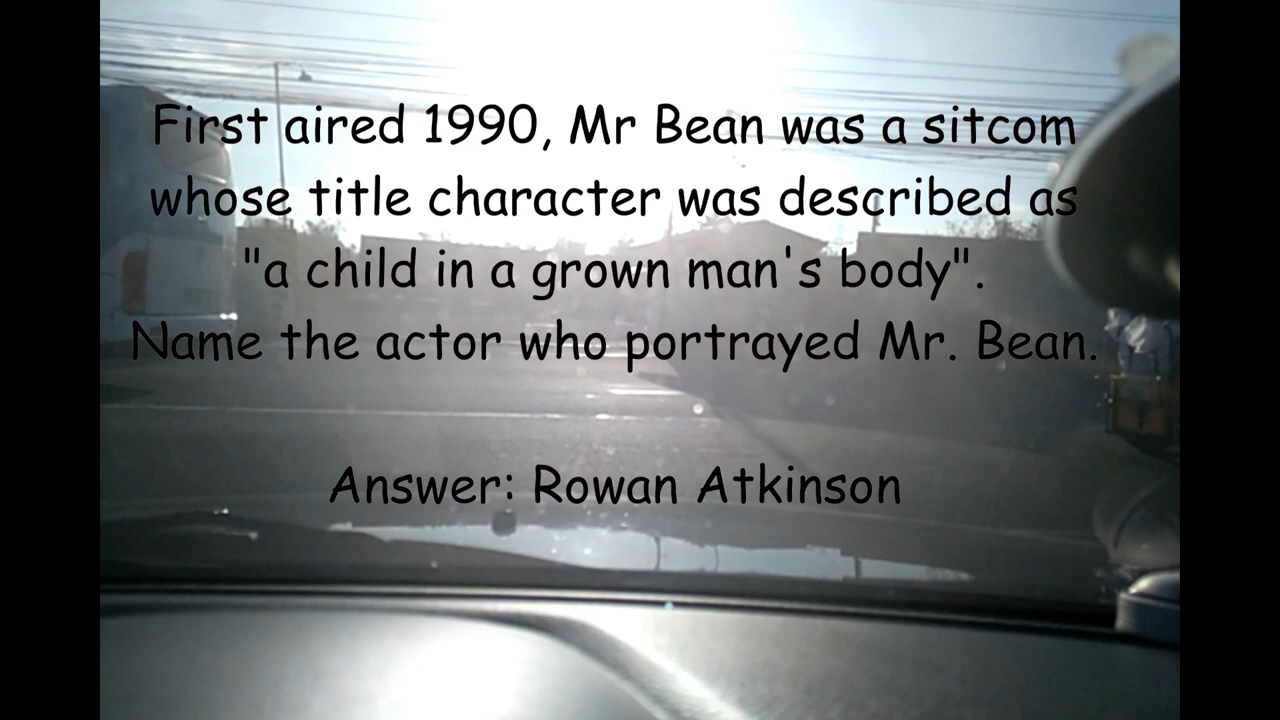 First aired 1990, Mr Bean was a sitcom
whose title character was described as
"a child in a grown man's body".
Name the actor who portrayed Mr. Bean.
Answer: Rowan Atkinson